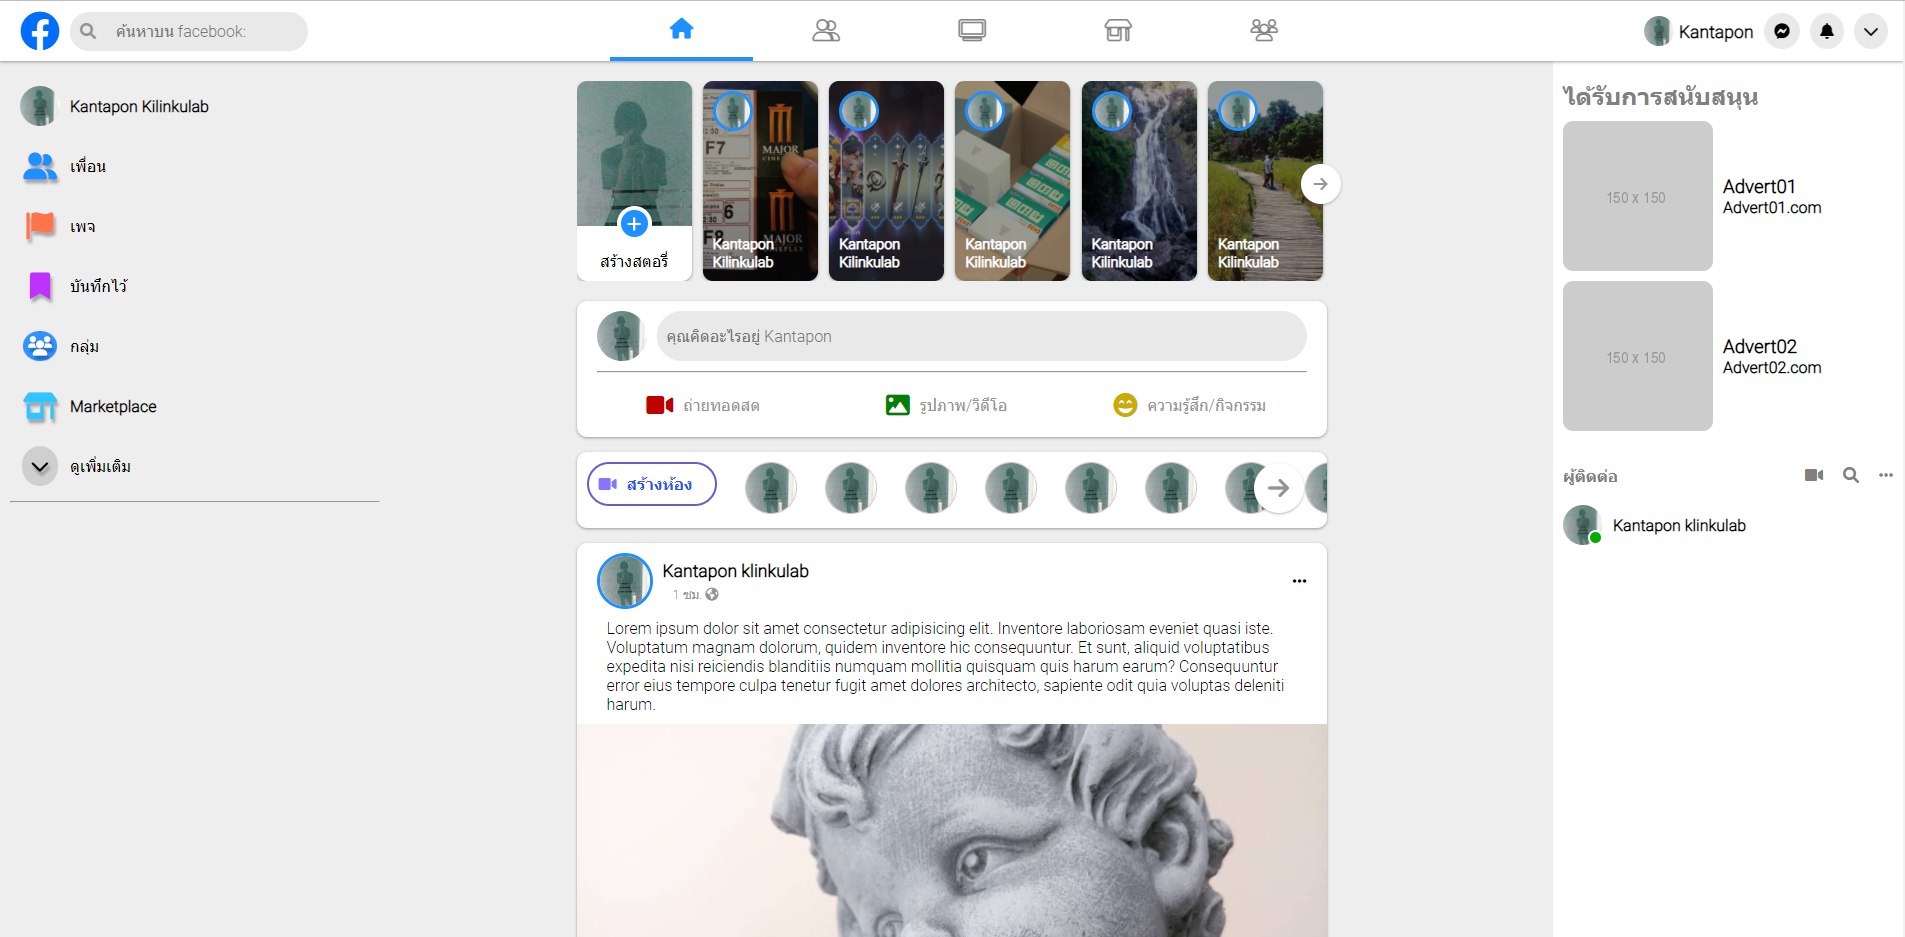 ค้นหาบน facebook:
Kantapon
Kantapon Kilinkulab
เพื่อน
เพจ
บันทึกไว้
กลุ่ม
Marketplace
ดูเพิ่มเติม
สร้างสตอรี่
F7
MAJOR
6
F8
MAJOR
Kantapon
Kilinkulab
Kantapon
Kilinkulab
Kantapon
Kilinkulab
Kantapon
Kilinkulab
Kantapon
Kilinkulab
คุณคิดอะไรอยู่ Kantapon
ถ่ายทอดสด
รูปภาพ/วิดีโอ
ความรู้สึก/กิจกรรม
สร้างห้อง
Kantapon klinkulab
1 ชม.
Lorem ipsum dolor sit amet consectetur adipisicing elit. Inventore laboriosam eveniet quasi iste.
Voluptatum magnam dolorum, quidem inventore hic consequuntur. Et sunt, aliquid voluptatibus
expedita nisi reiciendis blanditiis numquam mollitia quisquam quis harum earum? Consequuntur
error eius tempore culpa tenetur fugit amet dolores architecto, sapiente odit quia voluptas deleniti
harum.
ได้รับการสนับสนุน
150 x 150
Advert01
Advert01.com
150 x 150
Advert02
Advert02.com
ผู้ติดต่อ
Kantapon klinkulab